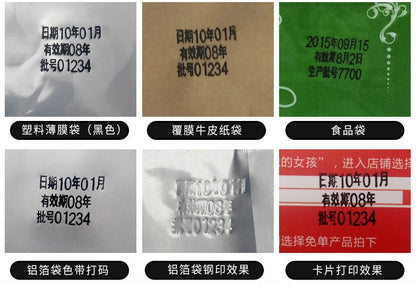 日期10年01月
有效期08年
批号01234
塑料薄膜袋（黑色）
日期10年01月
有效期08年
批号01234
覆膜牛皮纸袋
2015年09月15
有效期8月2日
生产批号7700
食品袋
日期10年01月
有效期08年
批号01234
铝箔袋色带打码
日期10年01月
有效期08年
批号01234
铝箔袋钢印效果
的女孩”，进入店铺选择
日期10年01月
有效期08年
批号01234
选择免单产品拍下
卡片打印效果